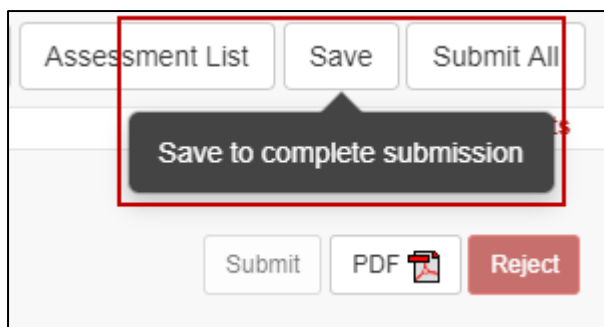 Assessment List Save Submit All
Save to complete submission
Submit PDF Reject